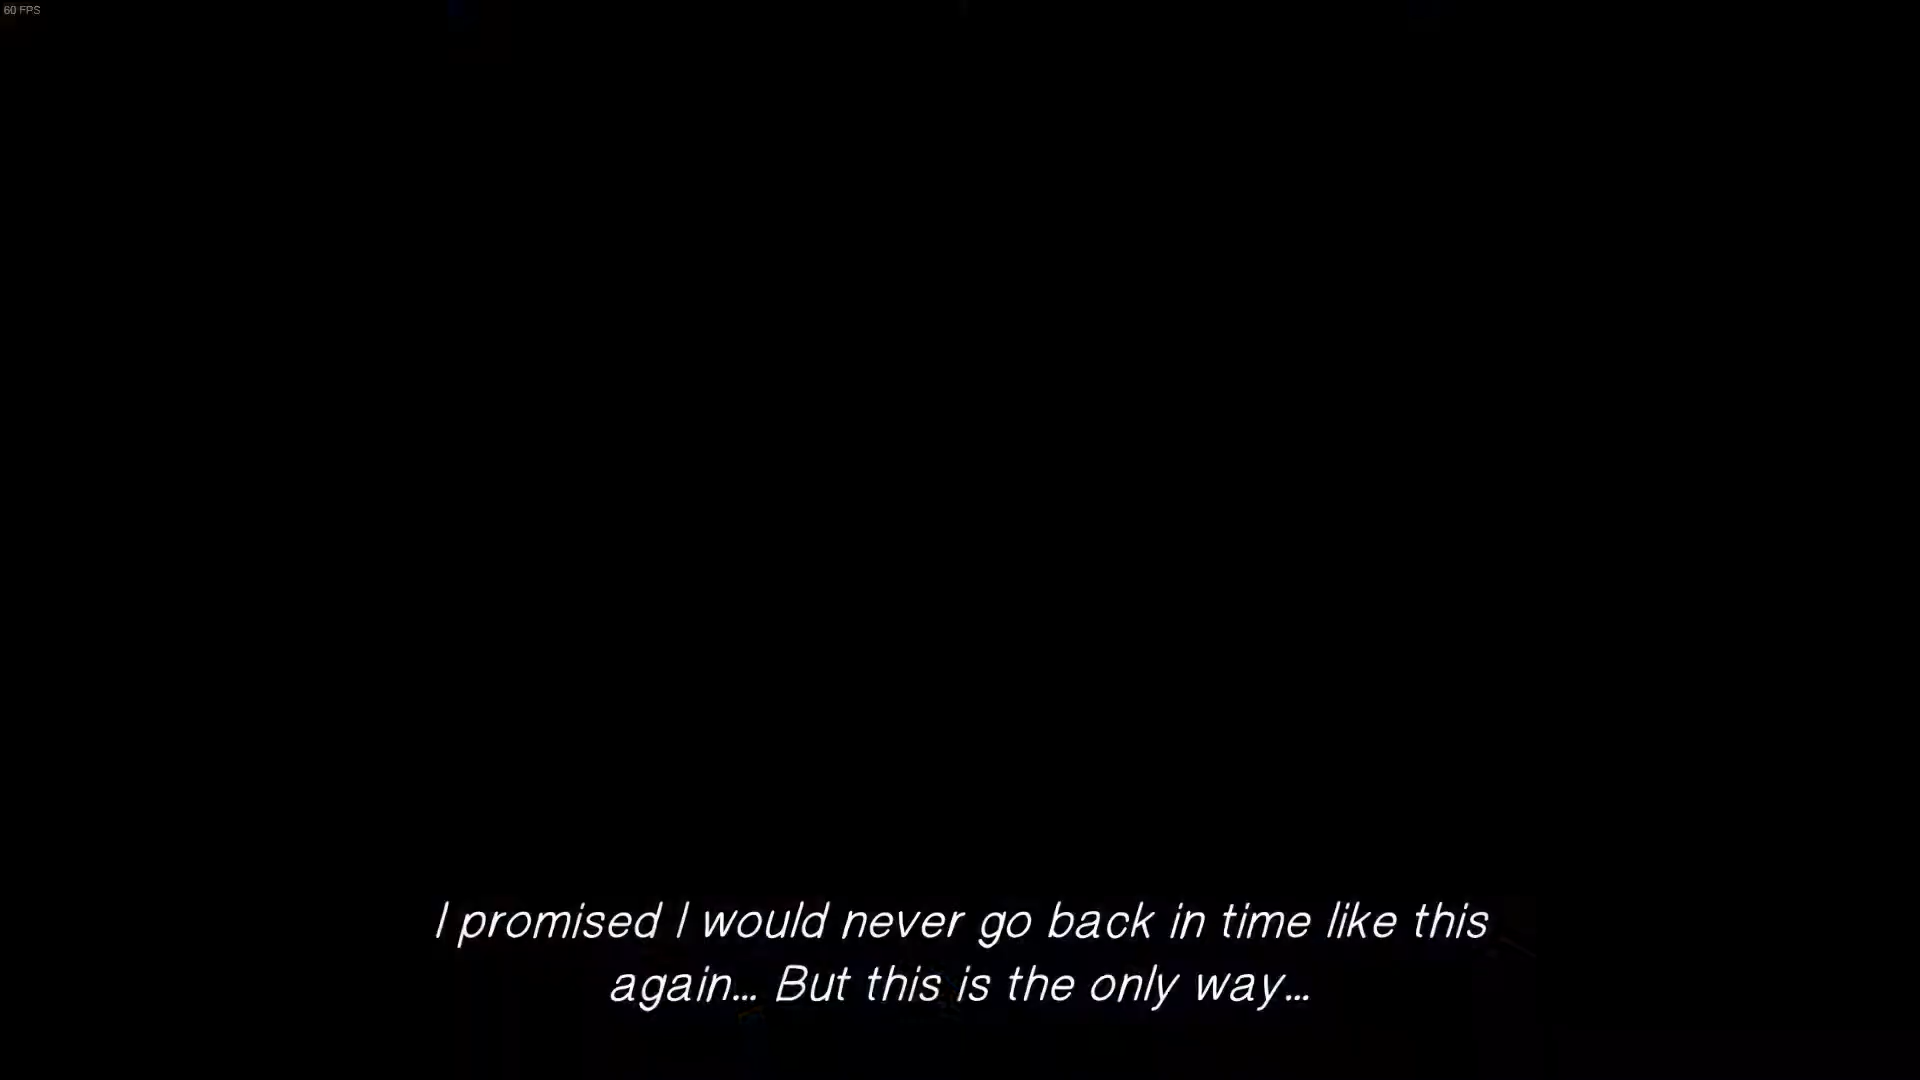 60 FPS
I promised I would never go back in time like this
again... But this is the only way...